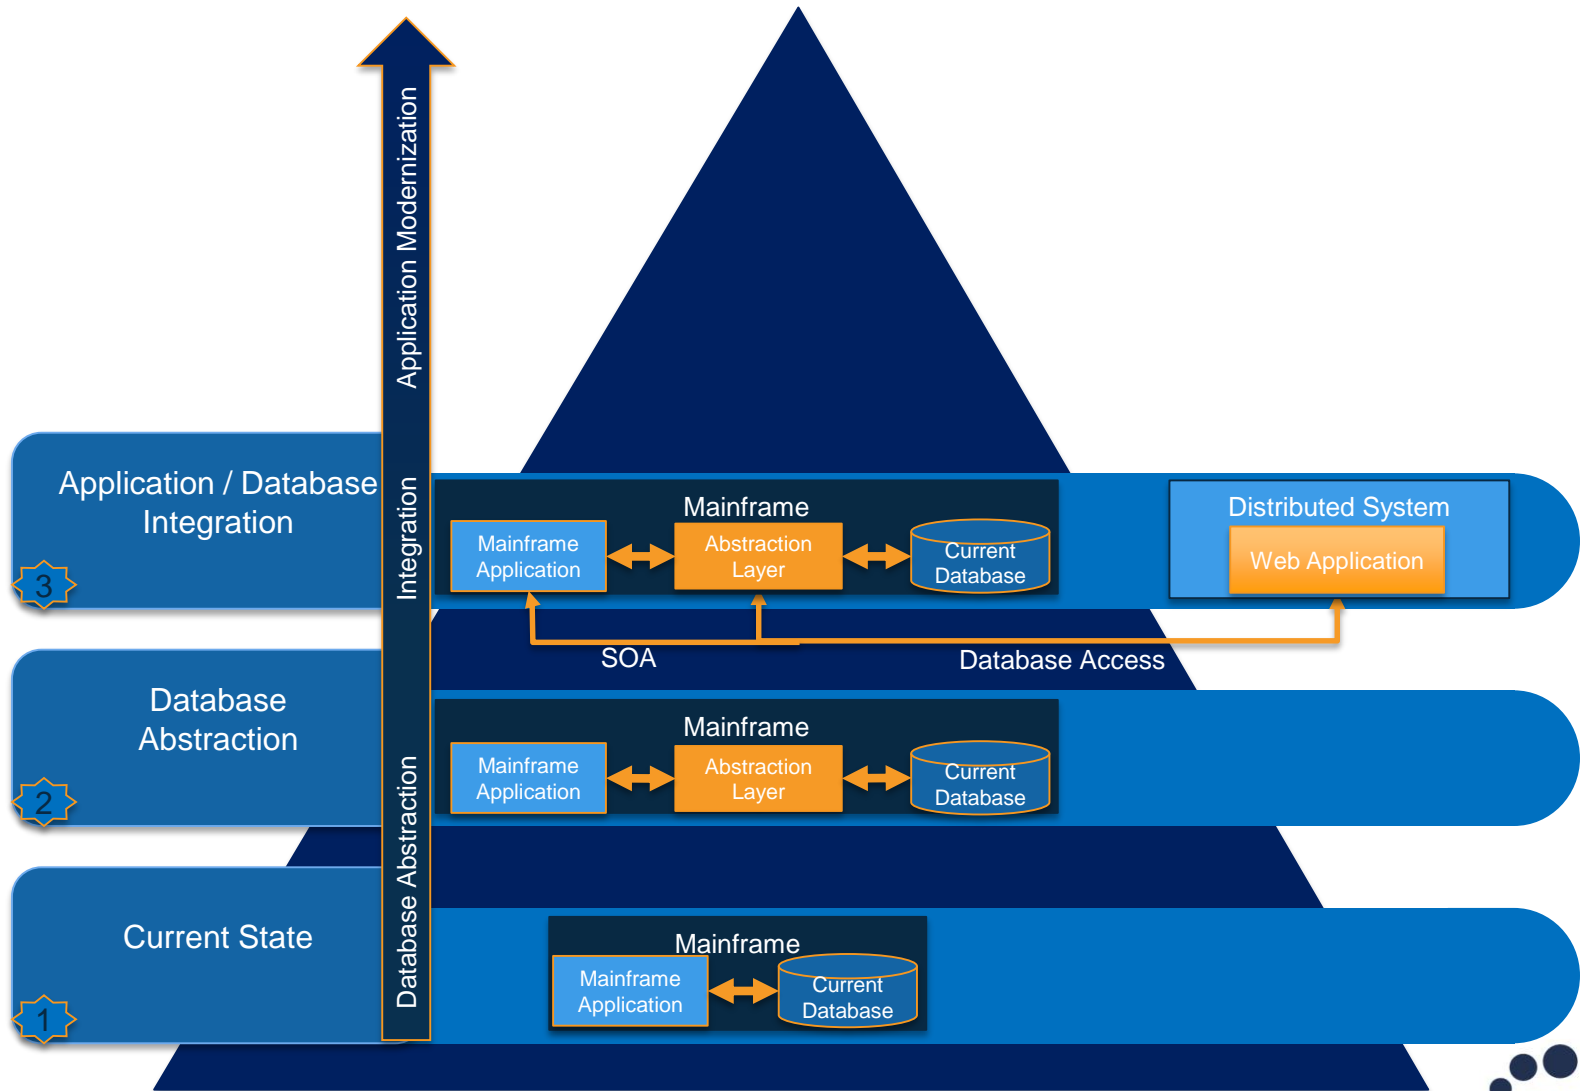 Application Modernization
Integration
Database Abstraction
Application / Database
Integration
3
Mainframe
Mainframe
Application
Abstraction
Layer
Current
Database
Distributed System
Web Application
SOA
Database Access
Database
Abstraction
2
Mainframe
Mainframe
Application
Abstraction
Layer
Current
Database
Current State
1
Mainframe
Mainframe
Application
Current
Database